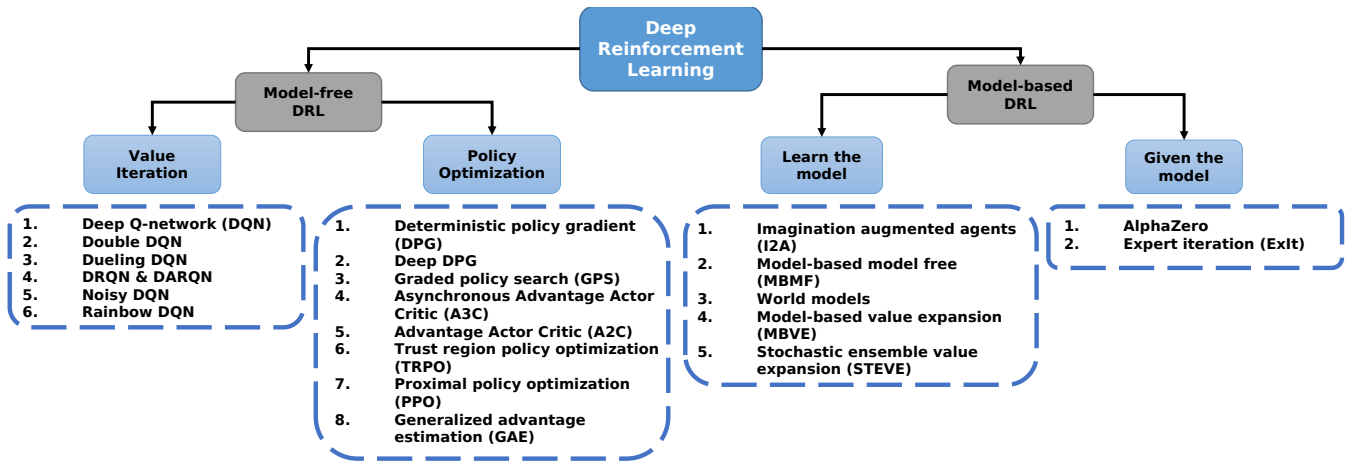 Deep
Reinforcement
Learning
Model-free
DRL
Model-based
DRL
Value
Iteration
Policy
Optimization
Learn the
model
Given the
model
1. Deep Q-network (DQN)
2. Double DQN
3. Dueling DQN
4. DRQN & DARQN
5. Noisy DQN
6. Rainbow DQN
1. Deterministic policy gradient
(DPG)
2. Deep DPG
3. Graded policy search (GPS)
4. Asynchronous Advantage Actor
Critic (A3C)
5. Advantage Actor Critic (A2C)
6. Trust region policy optimization
(TRPO)
7. Proximal policy optimization
(PPO)
8. Generalized advantage
estimation (GAE)
1. Imagination augmented agents
(I2A)
2. Model-based model free
(MBMF)
3. World models
4. Model-based value expansion
(MBVE)
5. Stochastic ensemble value
expansion (STEVE)
1. AlphaZero
2. Expert iteration (ExIt)